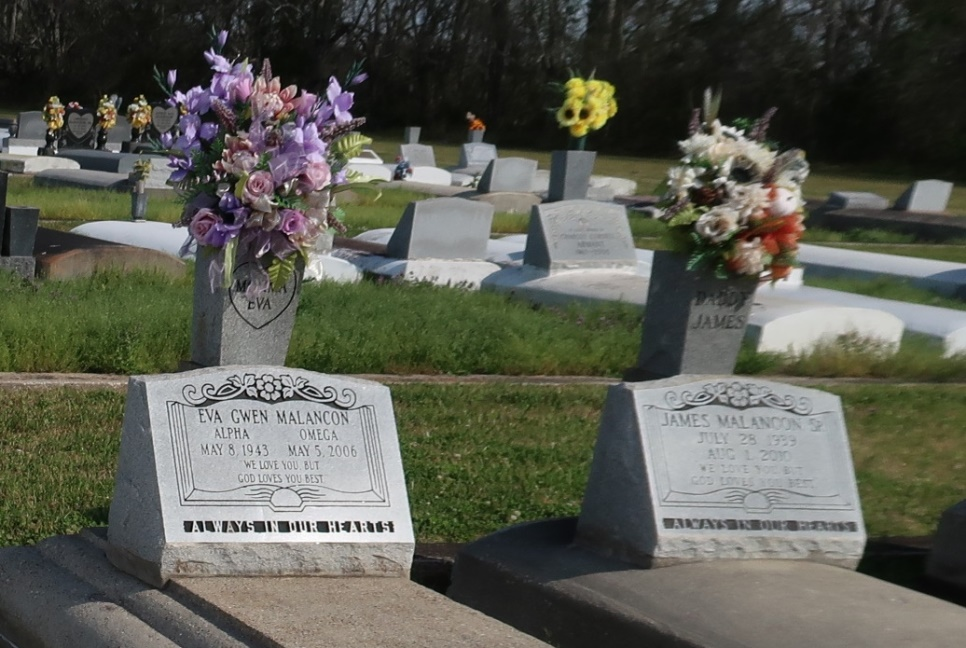 EVA
EVA GWEN MALANCON
ALPHA OMEGA
MAY 8, 1943 MAY 5, 2006
WE LOVE YOU, BUT
GOD LOVES YOU BEST.
ALWAYS IN OUR HEARTS
DADDY
JAMES
JAMES MALANCON SR.
JULY 28 1939
AUG 1, 2010
WE LOVE YOU BUT
GOD LOVES YOU BEST.
ALWAYS IN OUR HEARTS